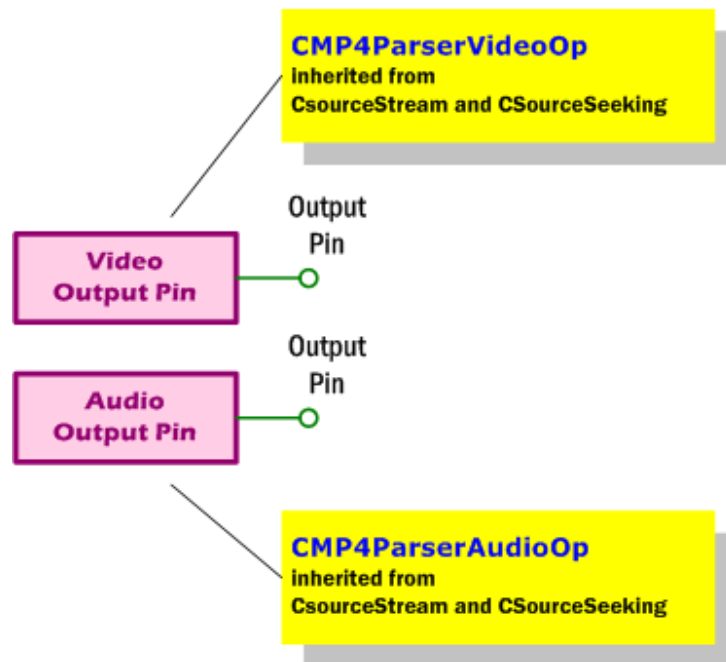 CMP4ParserVideoOp
inherited from
CsourceStream and CSourceSeeking
Output
Pin
Video
Output Pin
Output
Pin
Audio
Output Pin
CMP4ParserAudioOp
inherited from
CsourceStream and CSourceSeeking